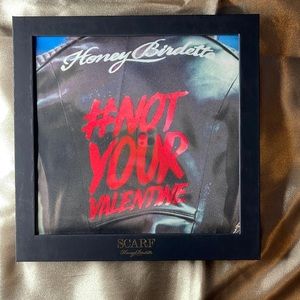 Honey Birdette
#NOT
YOUR
VALENTINE
SCARF
Honey Birdette